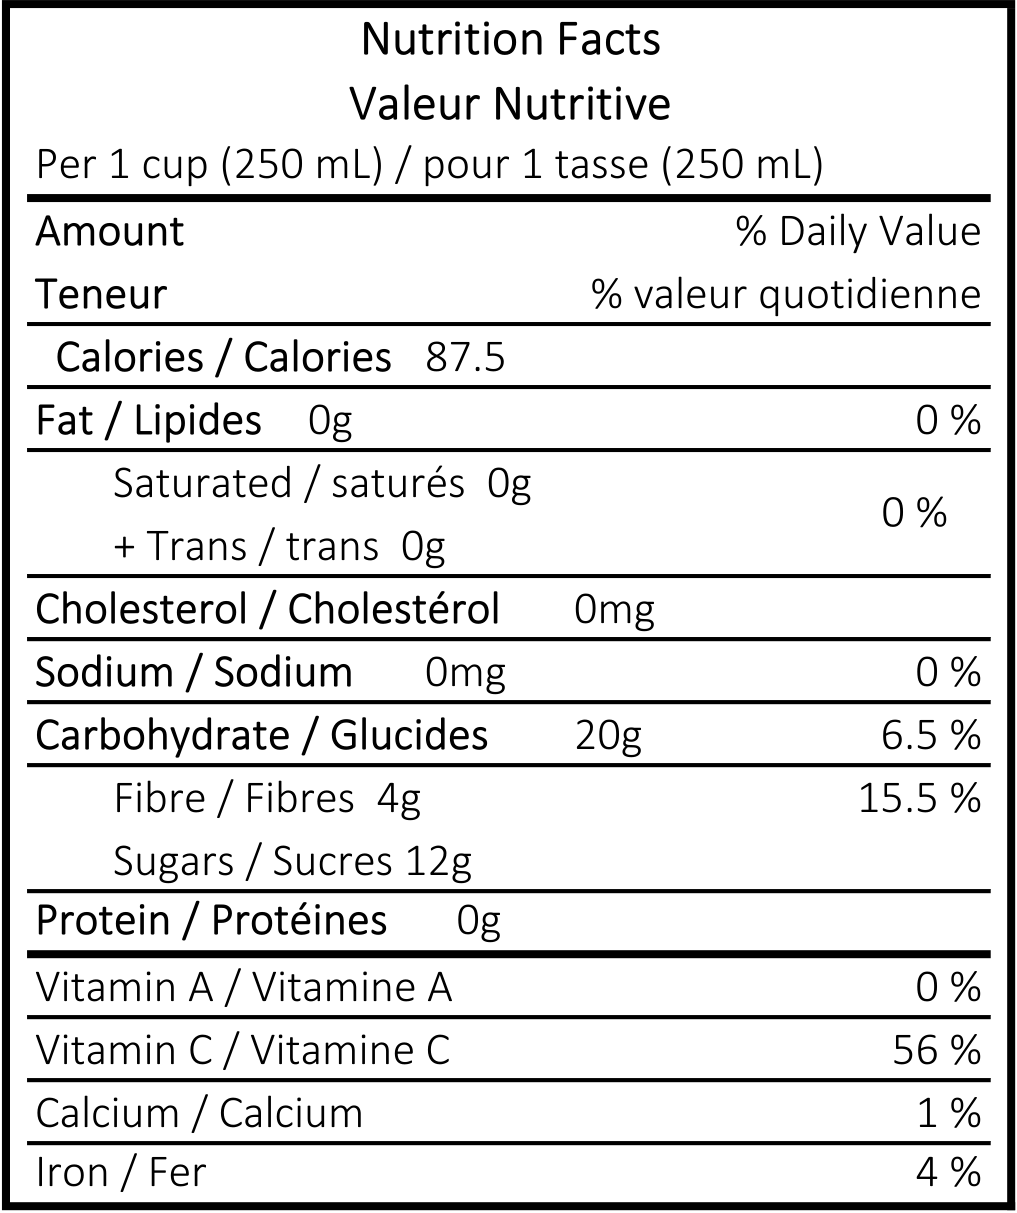 Nutrition Facts
Valeur Nutritive
Per 1 cup (250 mL) / pour 1 tasse (250 mL)
Amount % Daily Value
Teneur % valeur quotidienne
Calories / Calories 87.5
Fat / Lipides 0g 0 %
Saturated / saturés 0g
0 %
+ Trans / trans 0g
Cholesterol / Cholestérol 0mg
Sodium / Sodium 0mg 0 %
Carbohydrate / Glucides 20g 6.5 %
Fibre / Fibres 4g 15.5 %
Sugars / Sucres 12g
Protein / Protéines 0g
Vitamin A / Vitamine A 0 %
Vitamin C / Vitamine C 56 %
Calcium / Calcium 1 %
Iron / Fer 4 %